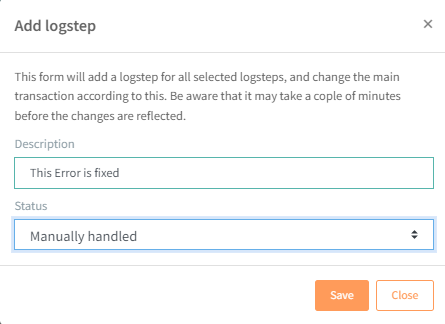 Add logstep
×
This form will add a logstep for all selected logsteps, and change the main
transaction according to this. Be aware that it may take a cople of minutes
before the changes are reflected.
Description
This Error is fixed
Status
Manually handled
Save Close